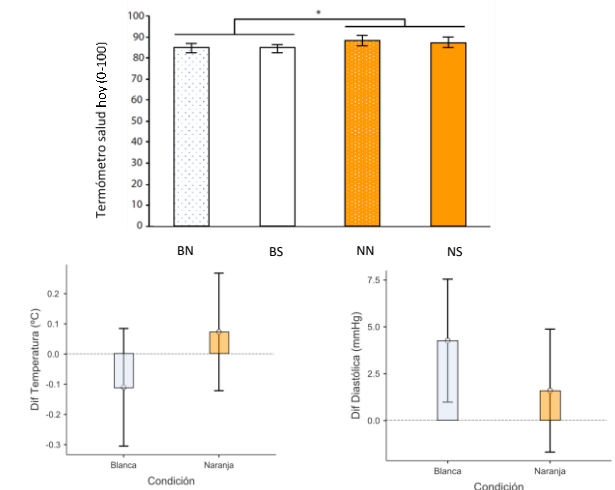 *
Termómetro salud hoy (0-100)
100
90
80
70
60
50
40
30
20
10
0
BN BS NN NS
Dif Temperatura (ºC)
0.2
0.1
0.0
-0.1
-0.2
-0.3
Blanca Naranja
Condición
Dif Diastólica (mmHg)
7.5
5.0
2.5
0.0
Blanca Naranja
Condición